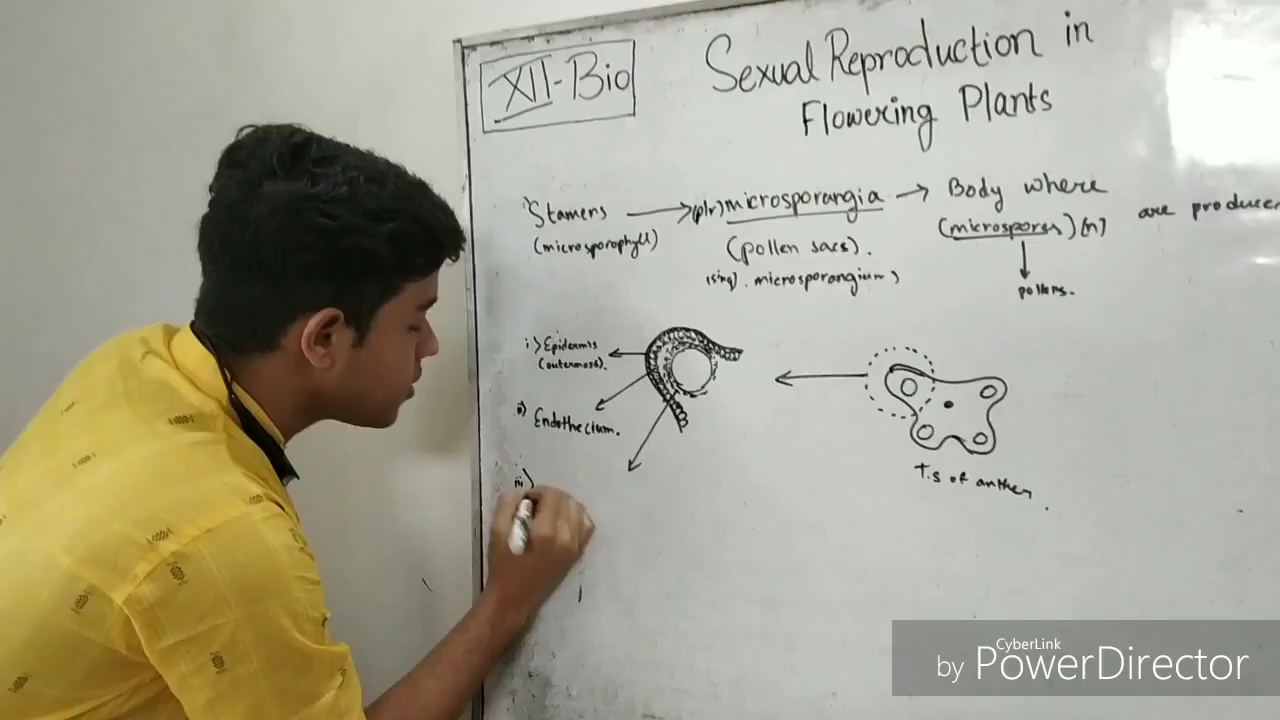 XII-Bio
Sexual Reproduction in
Flowering Plants
Stamens → (plr) microsporangia → Body where
(microspores) (n) are produced
(microsporophyll)
(pollen sacs).
(sing). microsporangium)
pollens.
i) Epidermis
(outermost).
ii) Endothecium.
iii)
T.S of anther
CyberLink
by PowerDirector